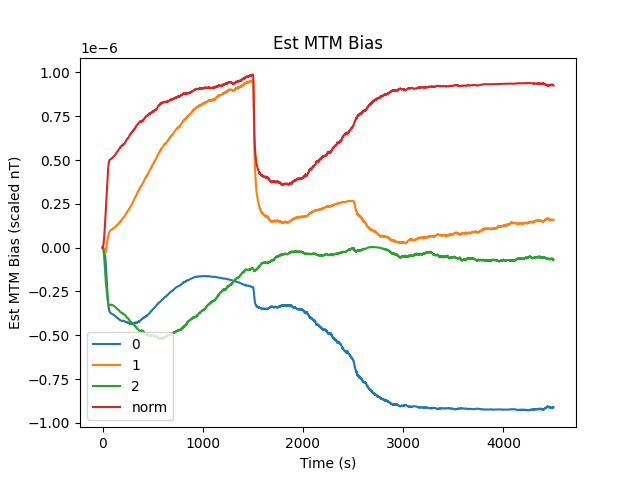 Est MTM Bias
1e−6
1.00
0.75
0.50
0.25
0.00
−0.25
−0.50
−0.75
−1.00
Est MTM Bias (scaled nT)
0
1
2
norm
0 1000 2000 3000 4000
Time (s)